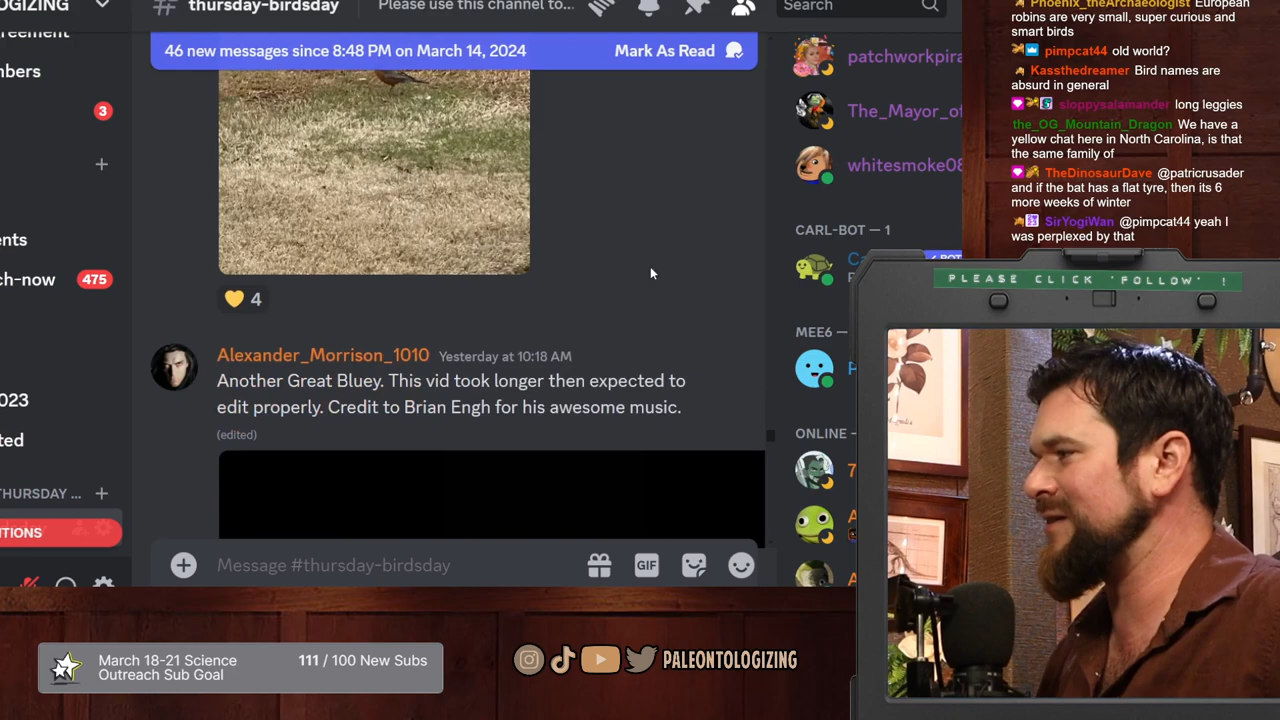 OGIZING
thursday-birdsday
Please use this channel to...
Search
46 new messages since 8:48 PM on March 14, 2024
Mark As Read
mbers
3
ents
ch-now
475
023
ted
THURSDAY ...
ITIONS
4
Alexander_Morrison_1010 Yesterday at 10:18 AM
Another Great Bluey. This vid took longer then expected to
edit properly. Credit to Brian Engh for his awesome music.
(edited)
Message #thursday-birdsday
GIF
patchworkpira
The_Mayor_of
whitesmoke08
CARL-BOT — 1
MEE6 —
ONLINE -
Phoenix_theArchaeologist European
robins are very small, super curious and
smart birds
pimpcat44 old world?
Kassthedreamer Bird names are
absurd in general
sloppysalamander long leggies
the_OG_Mountain_Dragon We have a
yellow chat here in North Carolina, is that
the same family of
TheDinosaurDave @patricrusader
and if the bat has a flat tyre, then its 6
more weeks of winter
SirYogiWan @pimpcat44 yeah I
was perplexed by that
PLEASE CLICK 'FOLLOW' !
March 18-21 Science
Outreach Sub Goal
111 / 100 New Subs
PALEONTOLOGIZING